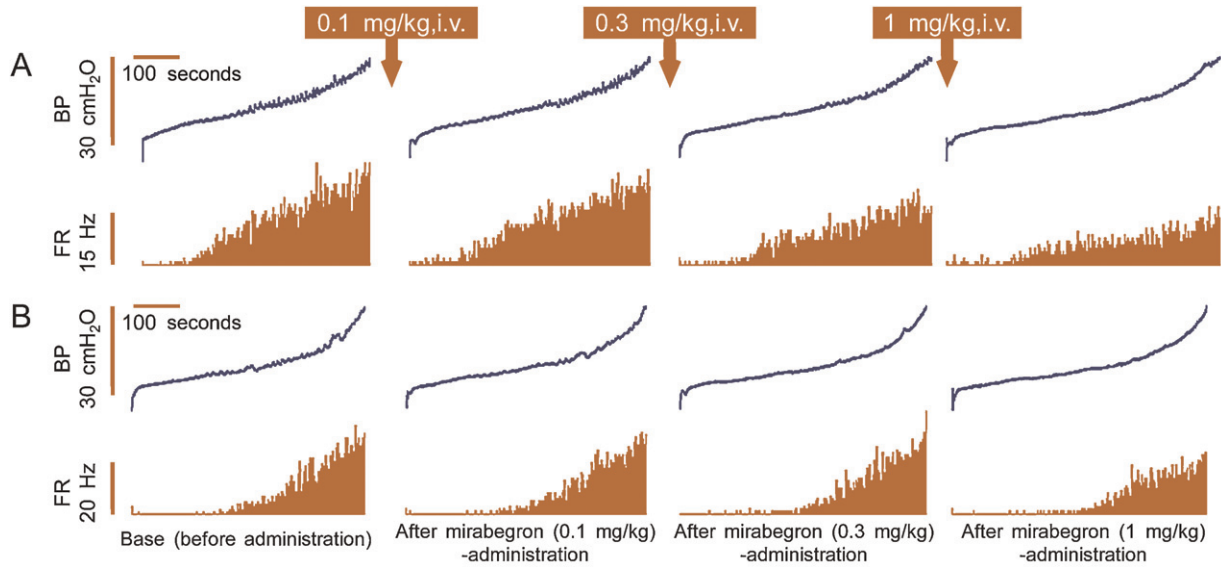 0.1 mg/kg,i.v.
0.3 mg/kg,i.v.
1 mg/kg,i.v.
A
100 seconds
BP
30 cmH₂O
FR
15 Hz
B
100 seconds
BP
30 cmH₂O
FR
20 Hz
Base (before administration)
After mirabegron (0.1 mg/kg)
-administration
After mirabegron (0.3 mg/kg)
-administration
After mirabegron (1 mg/kg)
-administration